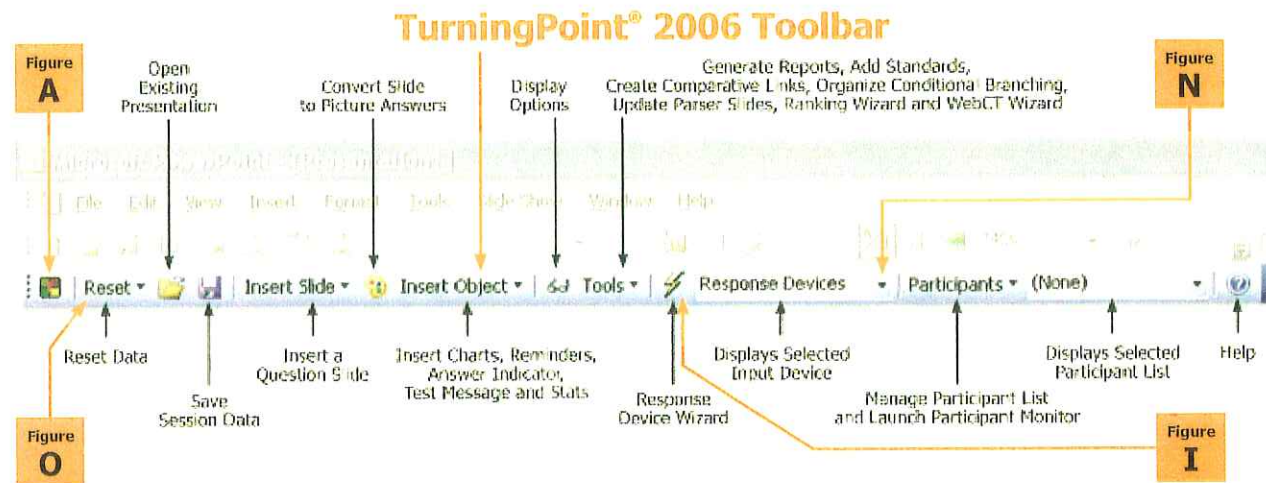 TurningPoint® 2006 Toolbar
Figure
A
Open
Existing
Presentation
Convert Slide
to Picture Answers
Display
Options
Generate Reports, Add Standards,
Create Comparative Links, Organize Conditional Branching,
Update Parser Slides, Ranking Wizard and WebCT Wizard
Figure
N
File Edit View Insert Format Tools Slide Show Window Help
Reset Insert Slide Insert Object Tools Response Devices Participants (None)
Reset Data
Save
Session Data
Insert a
Question Slide
Insert Charts, Reminders,
Answer Indicator,
Test Message and Stats
Response
Device Wizard
Displays Selected
Input Device
Manage Participant List
and Launch Participant Monitor
Displays Selected
Participant List
Help
Figure
O
Figure
I